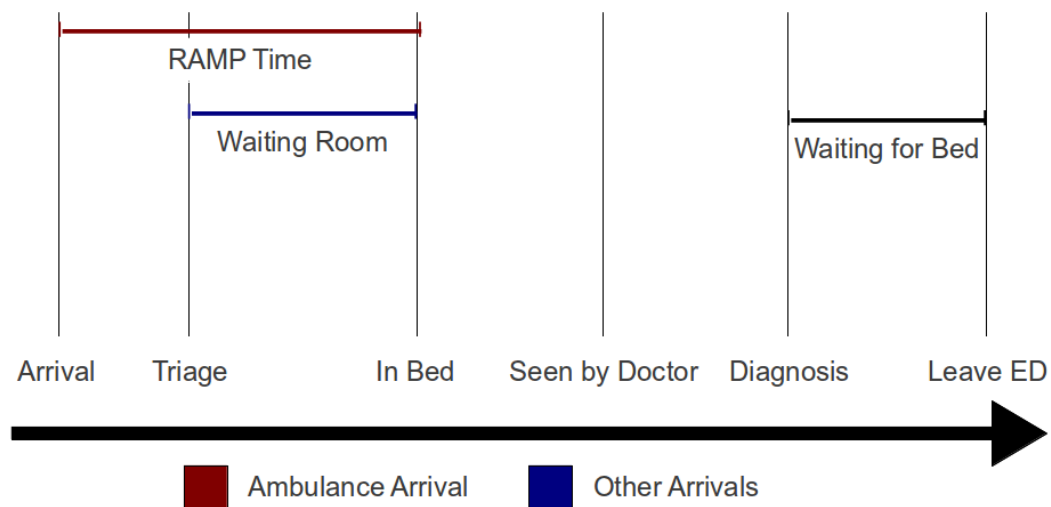 RAMP Time
Waiting Room
Waiting for Bed
Arrival
Triage
In Bed
Seen by Doctor
Diagnosis
Leave ED
Ambulance Arrival
Other Arrivals